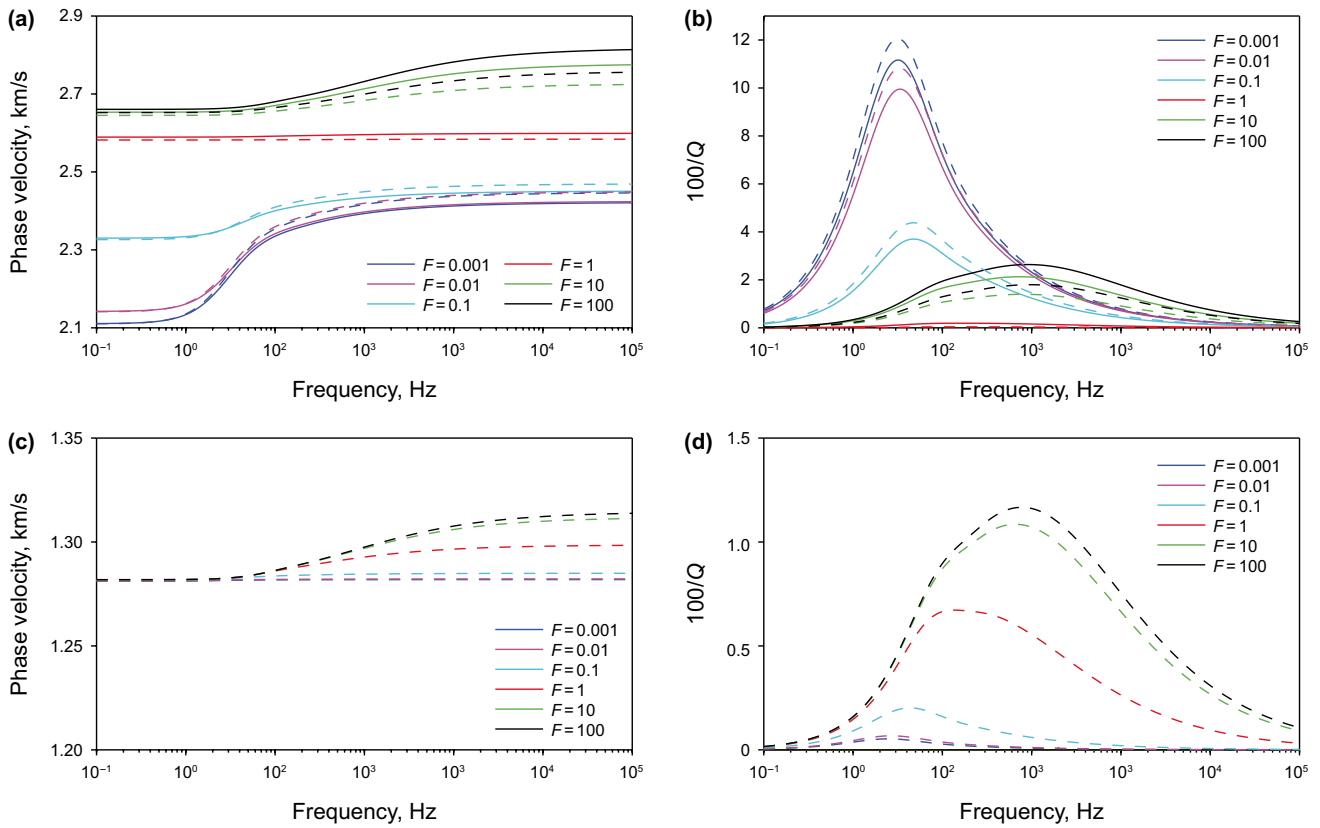 (a)
2.9
2.7
2.5
2.3
2.1
Phase velocity, km/s
F = 0.001
F = 0.01
F = 0.1
F = 1
F = 10
F = 100
10⁻¹ 10⁰ 10² 10³ 10³ 10⁴ 10⁵
Frequency, Hz
(b)
12
10
8
6
4
2
0
100/Q
F = 0.001
F = 0.01
F = 0.1
F = 1
F = 10
F = 100
10⁻¹ 10⁰ 10² 10³ 10³ 10⁴ 10⁵
Frequency, Hz
(c)
1.35
1.30
1.25
1.20
Phase velocity, km/s
F = 0.001
F = 0.01
F = 0.1
F = 1
F = 10
F = 100
10⁻¹ 10⁰ 10² 10³ 10³ 10⁴ 10⁵
Frequency, Hz
(d)
1.5
1.0
0.5
0
100/Q
F = 0.001
F = 0.01
F = 0.1
F = 1
F = 10
F = 100
10⁻¹ 10⁰ 10² 10³ 10³ 10⁴ 10⁵
Frequency, Hz